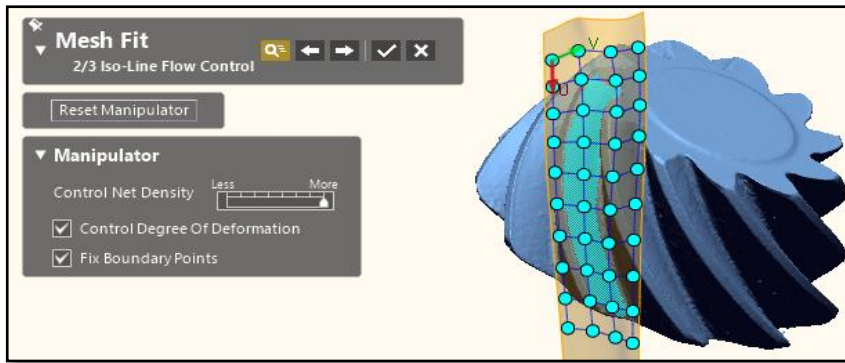 Mesh Fit
2/3 Iso-Line Flow Control
Reset Manipulator
Manipulator
Less More
Control Net Density
Control Degree Of Deformation
Fix Boundary Points
V
U